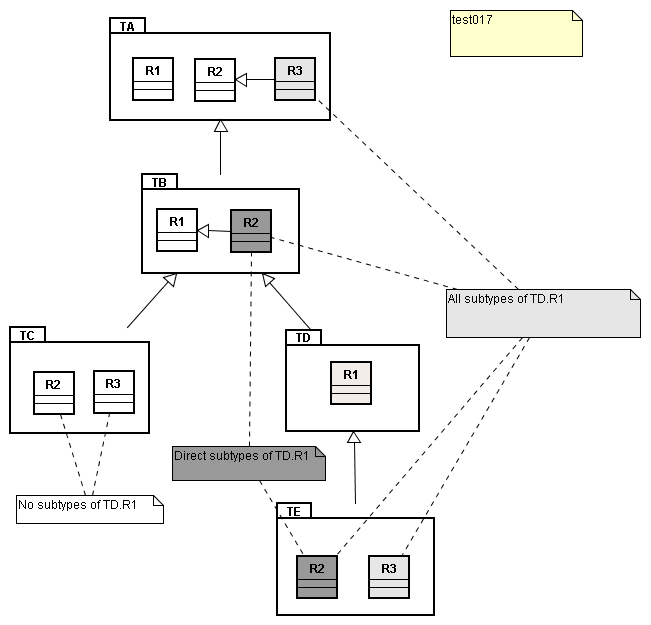 TA
test017
R1
R2
R3
TB
R1
R2
All subtypes of TD.R1
TC
TD
R2
R3
R1
Direct subtypes of TD.R1
No subtypes of TD.R1
TE
R2
R3